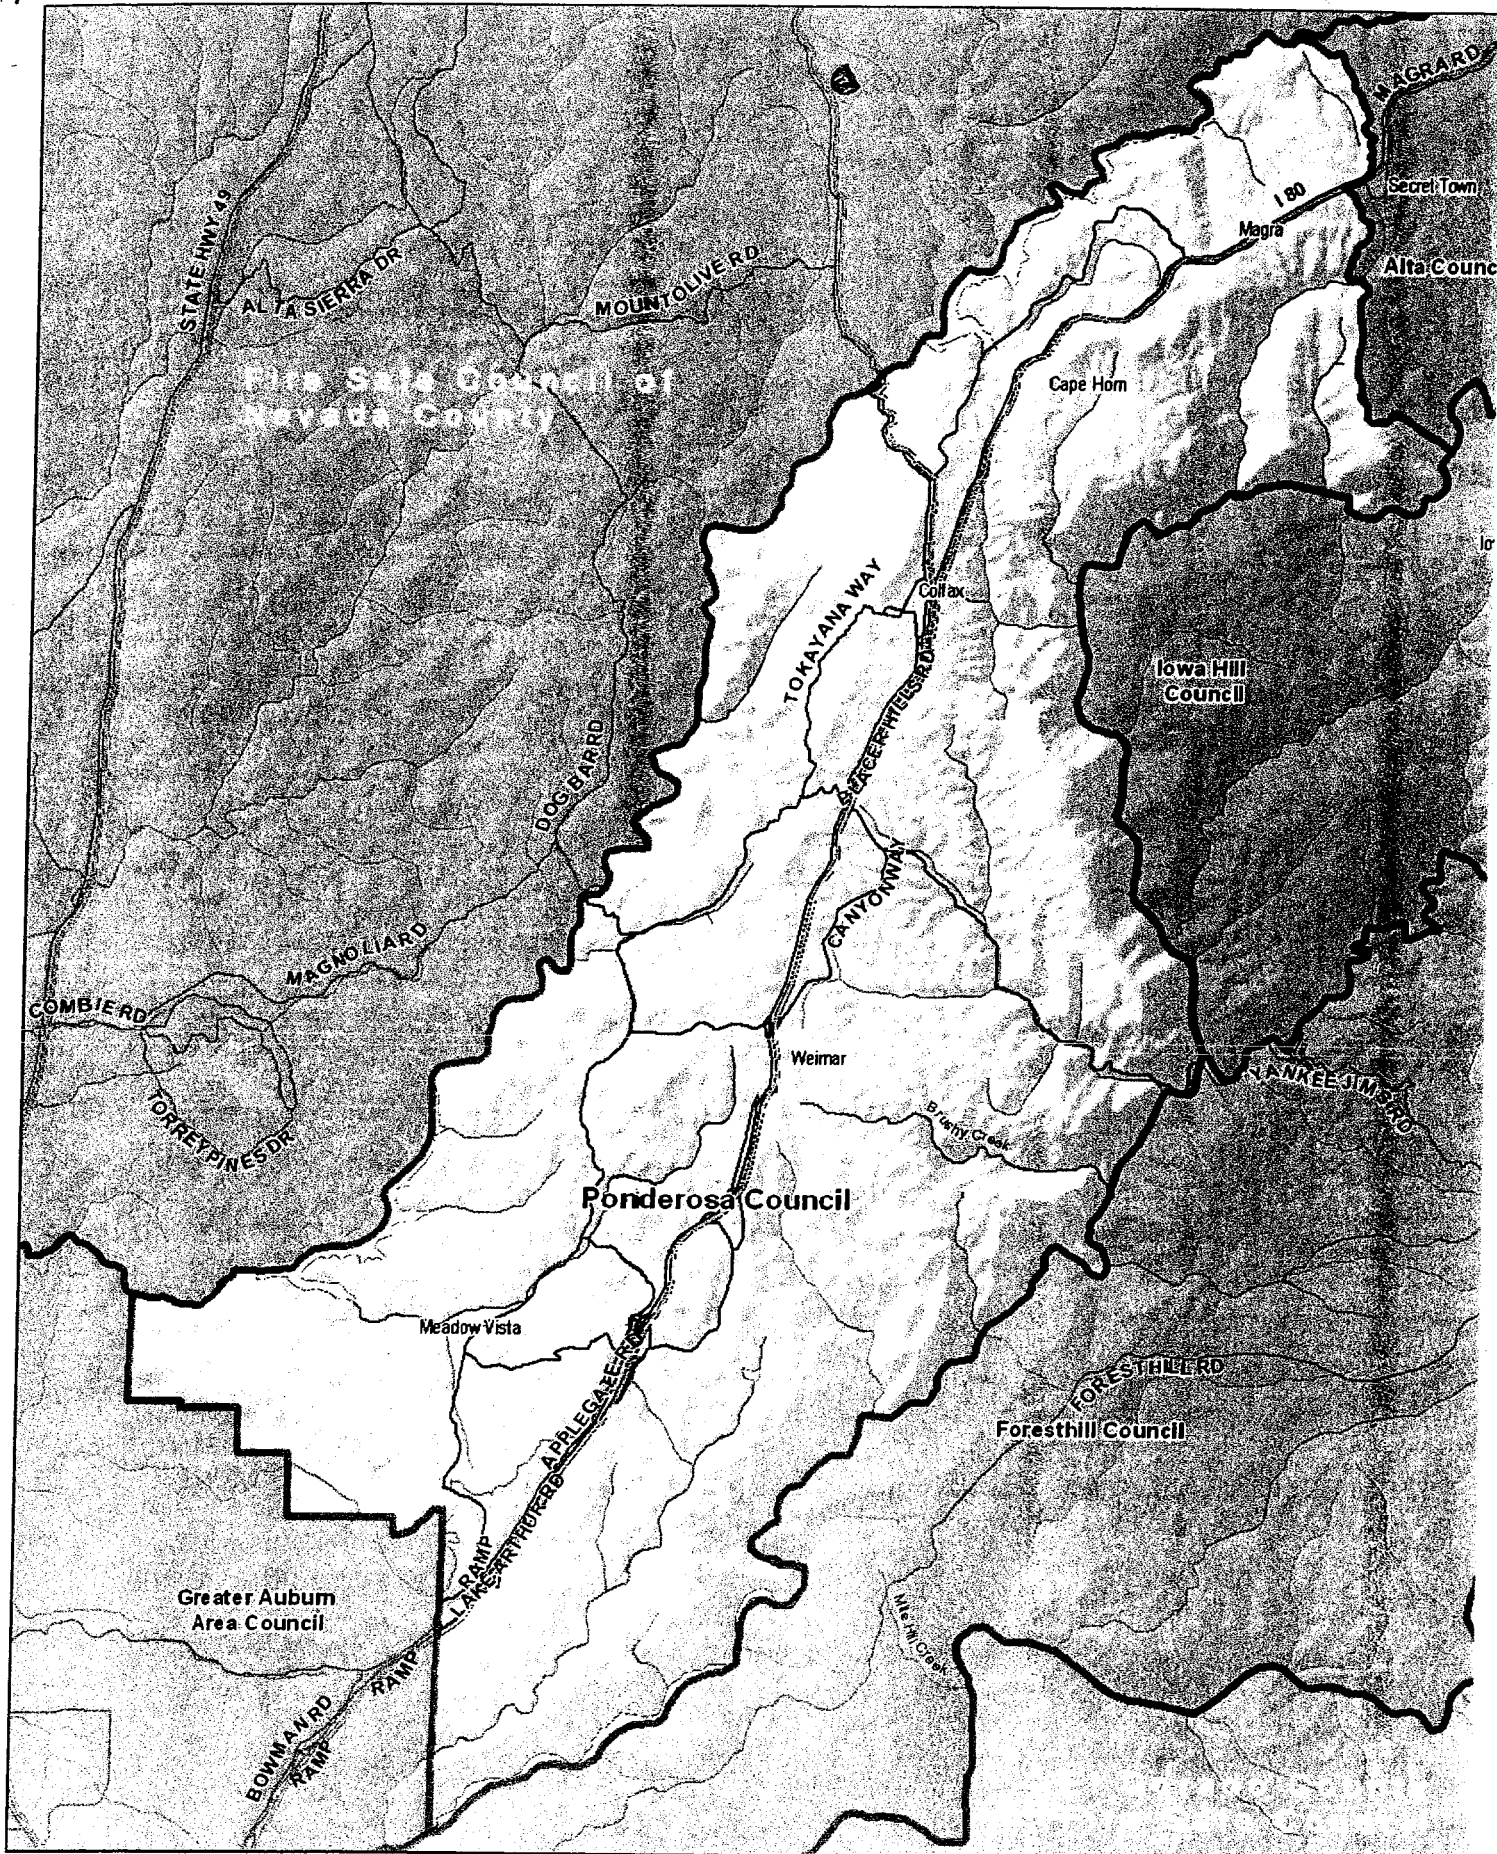 MAGRA RD
Secret Town
I 80
Magra
STATE HWY 49
ALTA SIERRA DR
MOUNTOLIVE RD
Alta Counc
Fire Safe Council of
Nevada County
Cape Horn
Colfax
TOKAYANA WAY
Iowa Hill
Council
PLACER HILLS RD
DOG BAR RD
CANYON WAY
MAGNOLIA RD
COMBIE RD
Weimar
YANKEE JIMS RD
TORREY PINES DR
Brushy Creek
Ponderosa Council
Meadow Vista
FORESTHILL RD
APPLEGATE RD
Foresthill Council
LAKE ARTHUR RD
RAMP
Greater Auburn
Area Council
RAMP
BOWMAN RD
RAMP